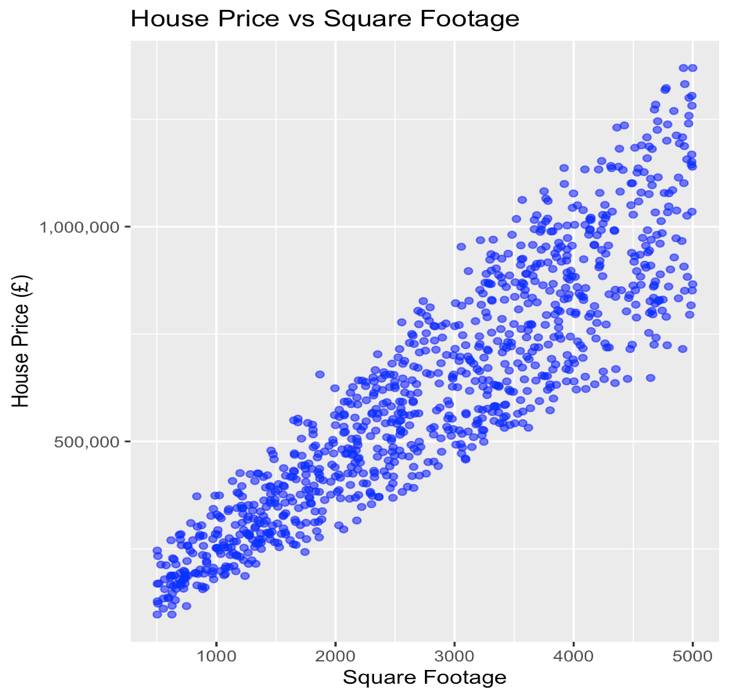 House Price vs Square Footage
House Price (£)
1,000,000
500,000
1000 2000 3000 4000 5000
Square Footage